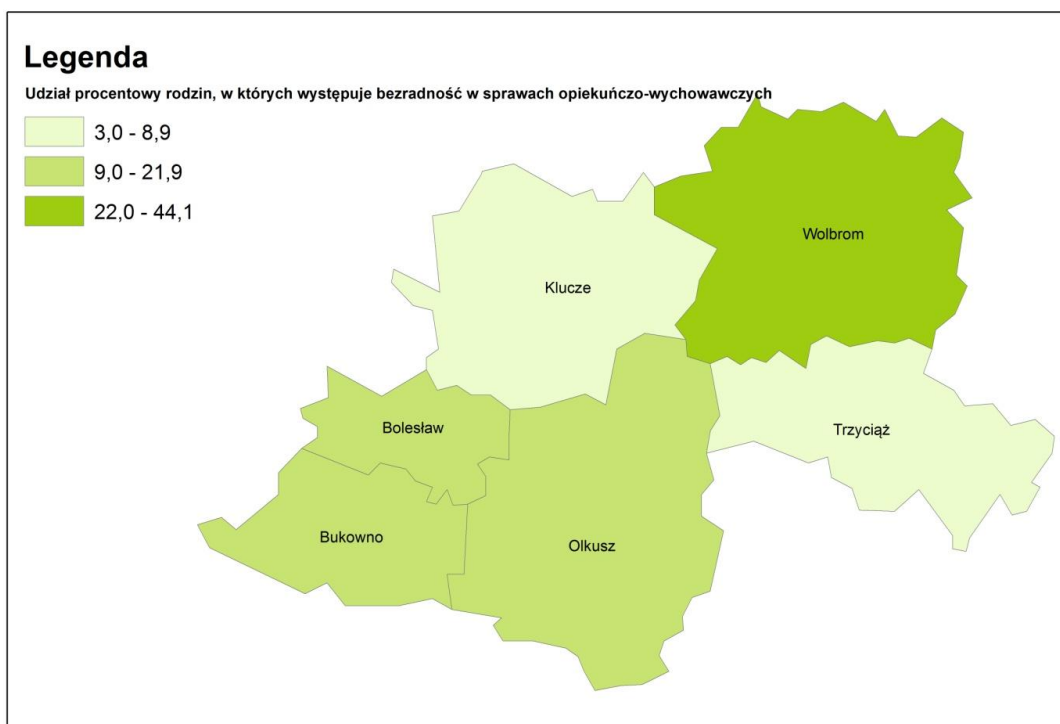 Legenda
Udział procentowy rodzin, w których występuje bezradność w sprawach opiekuńczo-wychowawczych
3,0 - 8,9
9,0 - 21,9
22,0 - 44,1
Wolbrom
Klucze
Bolesław
Trzyciąż
Bukowno
Olkusz